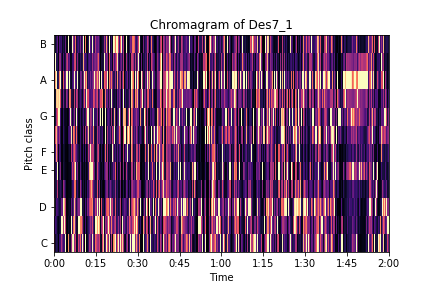 Chromagram of Des7_1
B
A
G
F
E
D
C
Pitch class
0:00 0:15 0:30 0:45 1:00 1:15 1:30 1:45 2:00
Time